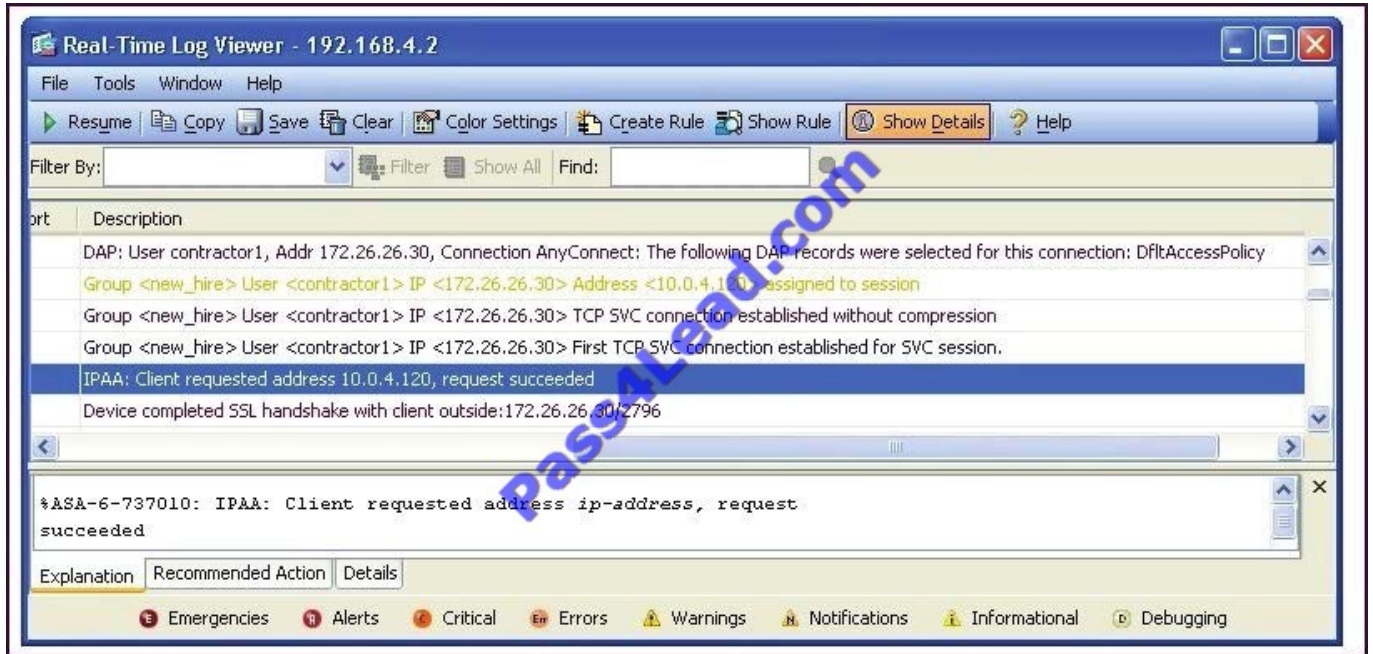 Real-Time Log Viewer - 192.168.4.2
File Tools Window Help
Resume Copy Save Clear Color Settings Create Rule Show Rule Show Details Help
Filter By: Filter Show All Find:
ort Description
DAP: User contractor1, Addr 172.26.26.30, Connection AnyConnect: The following DAP records were selected for this connection: DfltAccessPolicy
Group <new_hire> User <contractor1> IP <172.26.26.30> Address <10.0.4.120> assigned to session
Group <new_hire> User <contractor1> IP <172.26.26.30> TCP SVC connection established without compression
Group <new_hire> User <contractor1> IP <172.26.26.30> First TCP SVC connection established for SVC session.
IPAA: Client requested address 10.0.4.120, request succeeded
Device completed SSL handshake with client outside:172.26.26.30/2796
Pass4Lead.com
%ASA-6-737010: IPAA: Client requested address ip-address, request
succeeded
Explanation Recommended Action Details
Emergencies Alerts Critical Errors Warnings Notifications Informational Debugging